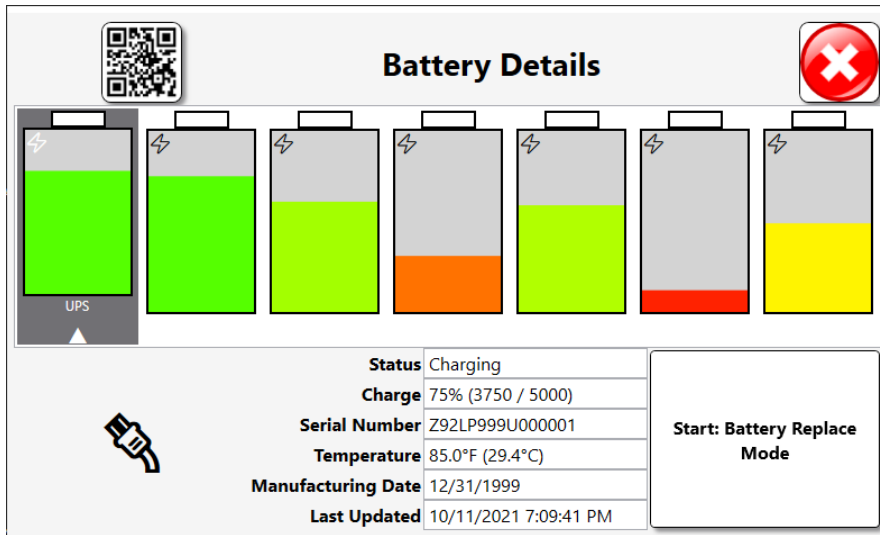 Battery Details
UPS
Status Charging
Charge 75% (3750 / 5000)
Serial Number Z92LP999U000001
Temperature 85.0°F (29.4°C)
Manufacturing Date 12/31/1999
Last Updated 10/11/2021 7:09:41 PM
Start: Battery Replace
Mode